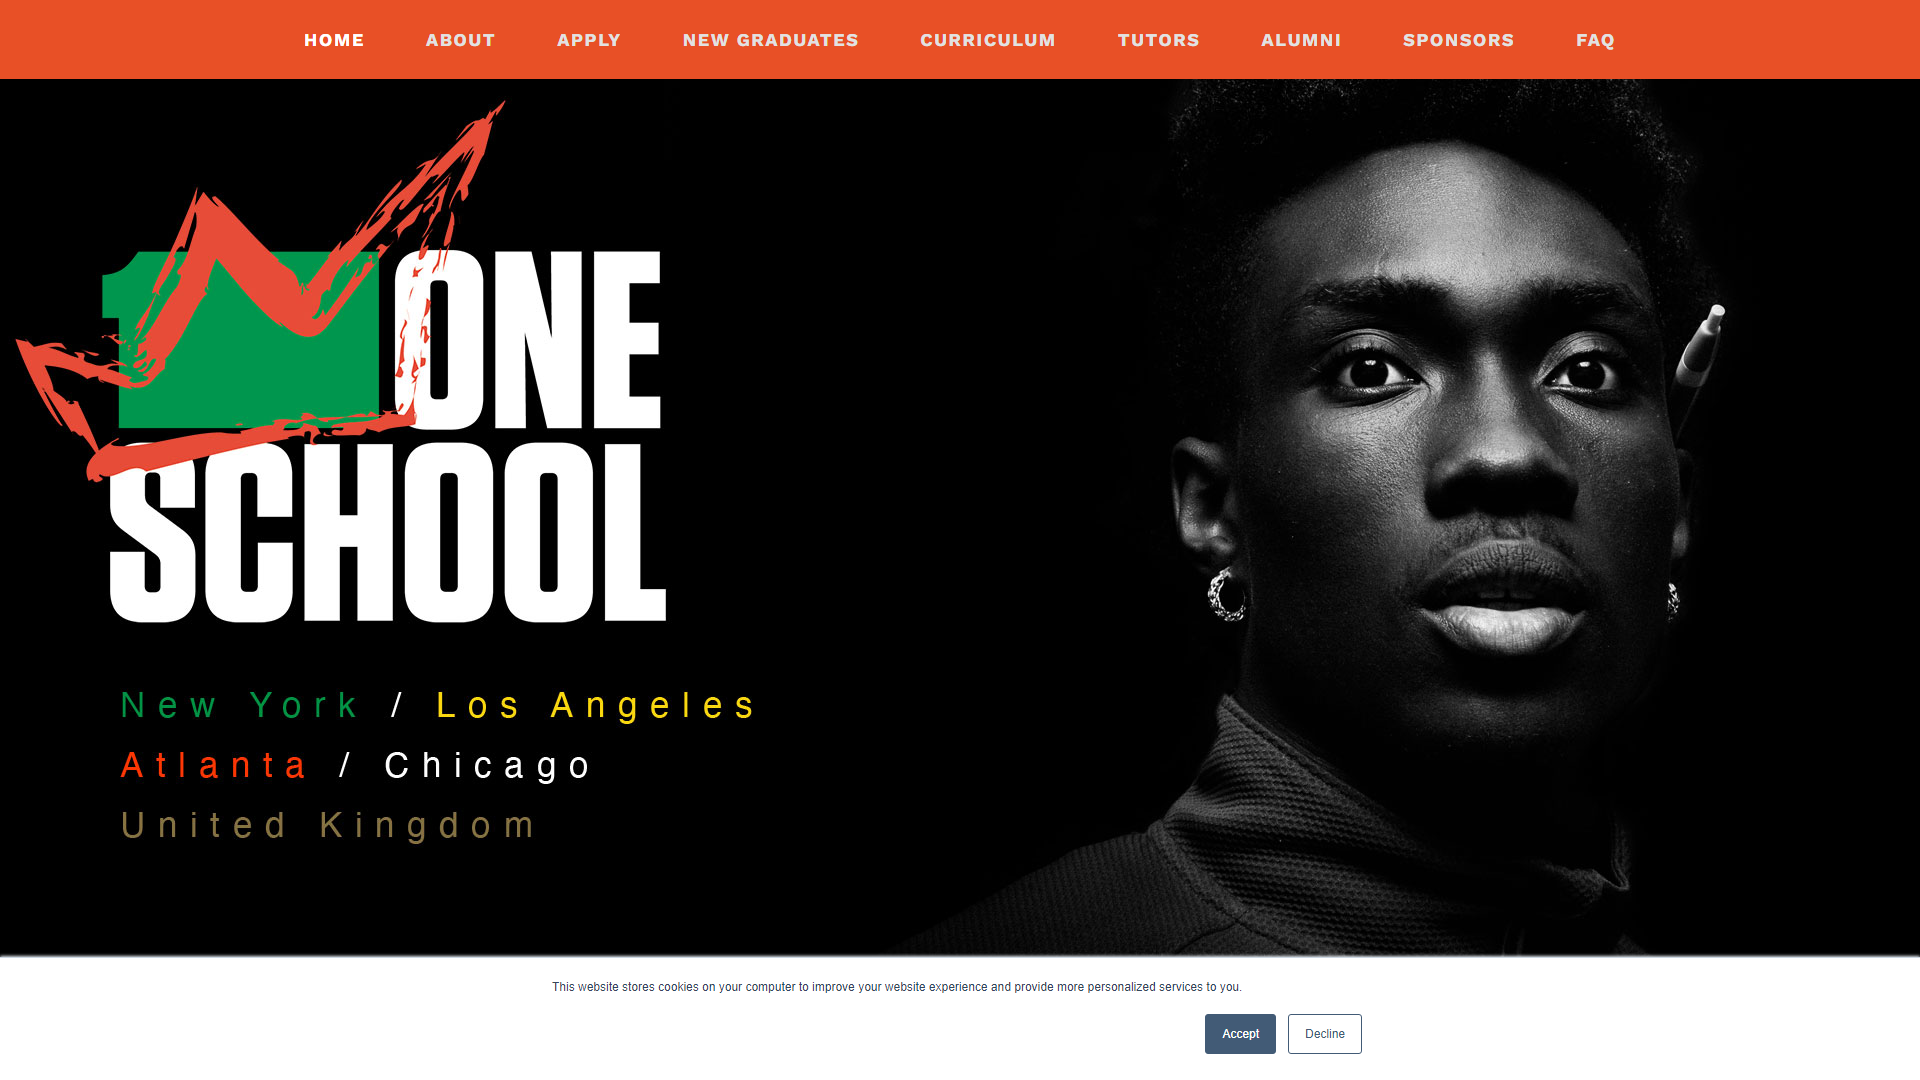 HOME ABOUT APPLY NEW GRADUATES CURRICULUM TUTORS ALUMNI SPONSORS FAQ
1 ONE
SCHOOL
New York / Los Angeles
Atlanta / Chicago
United Kingdom
This website stores cookies on your computer to improve your website experience and provide more personalized services to you.
Accept Decline